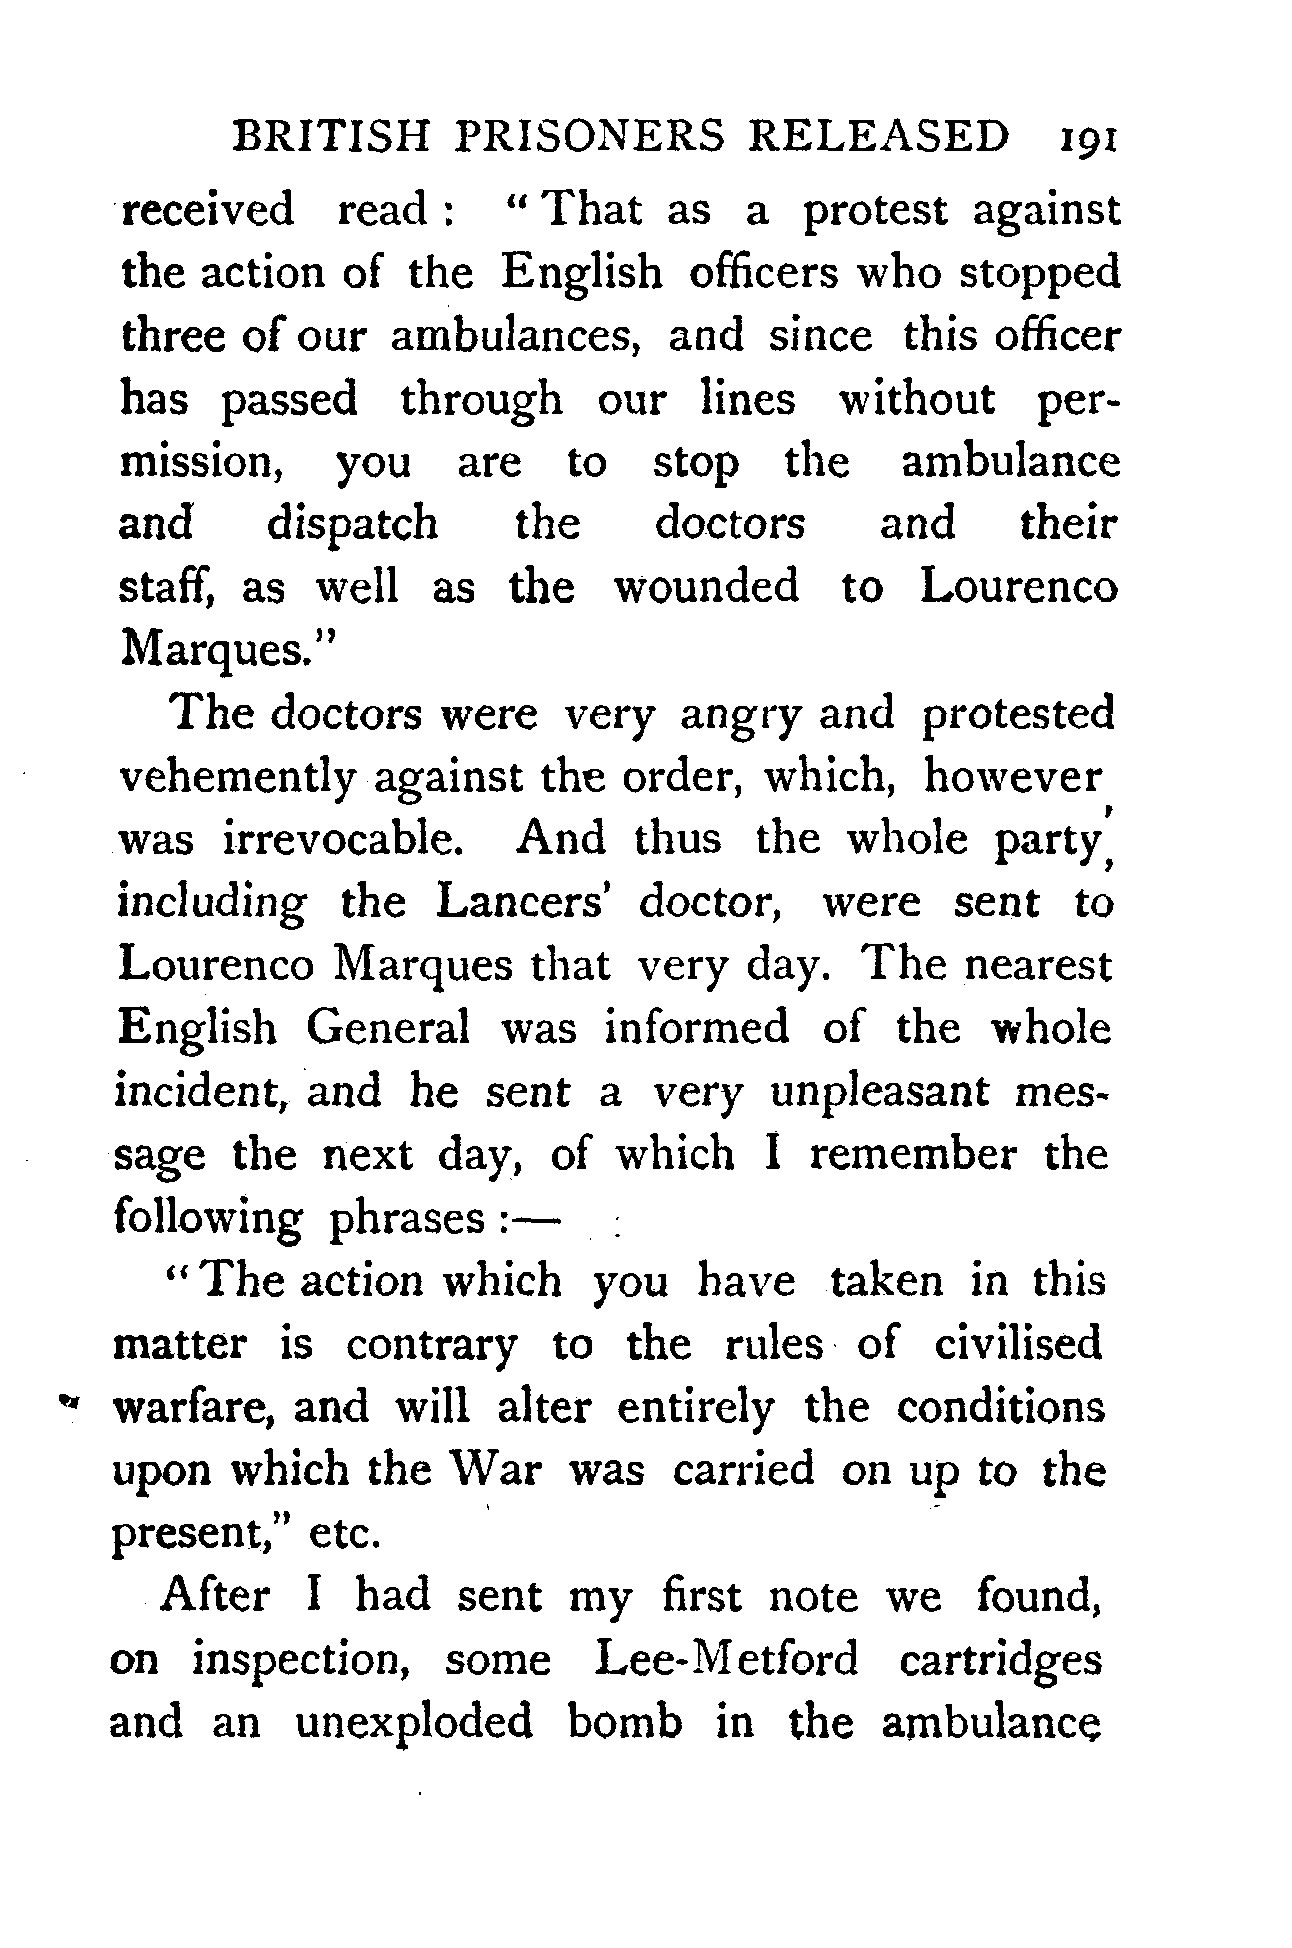 BRITISH PRISONERS RELEASED 191
received read : “ That as a protest against
the action of the English officers who stopped
three of our ambulances, and since this officer
has passed through our lines without per-
mission, you are to stop the ambulance
and dispatch the doctors and their
staff, as well as the wounded to Lourenco
Marques.”
The doctors were very angry and protested
vehemently against the order, which, however,
was irrevocable. And thus the whole party,
including the Lancers’ doctor, were sent to
Lourenco Marques that very day. The nearest
English General was informed of the whole
incident, and he sent a very unpleasant mes-
sage the next day, of which I remember the
following phrases :—
“ The action which you have taken in this
matter is contrary to the rules of civilised
warfare, and will alter entirely the conditions
upon which the War was carried on up to the
present,” etc.
After I had sent my first note we found,
on inspection, some Lee-Metford cartridges
and an unexploded bomb in the ambulance